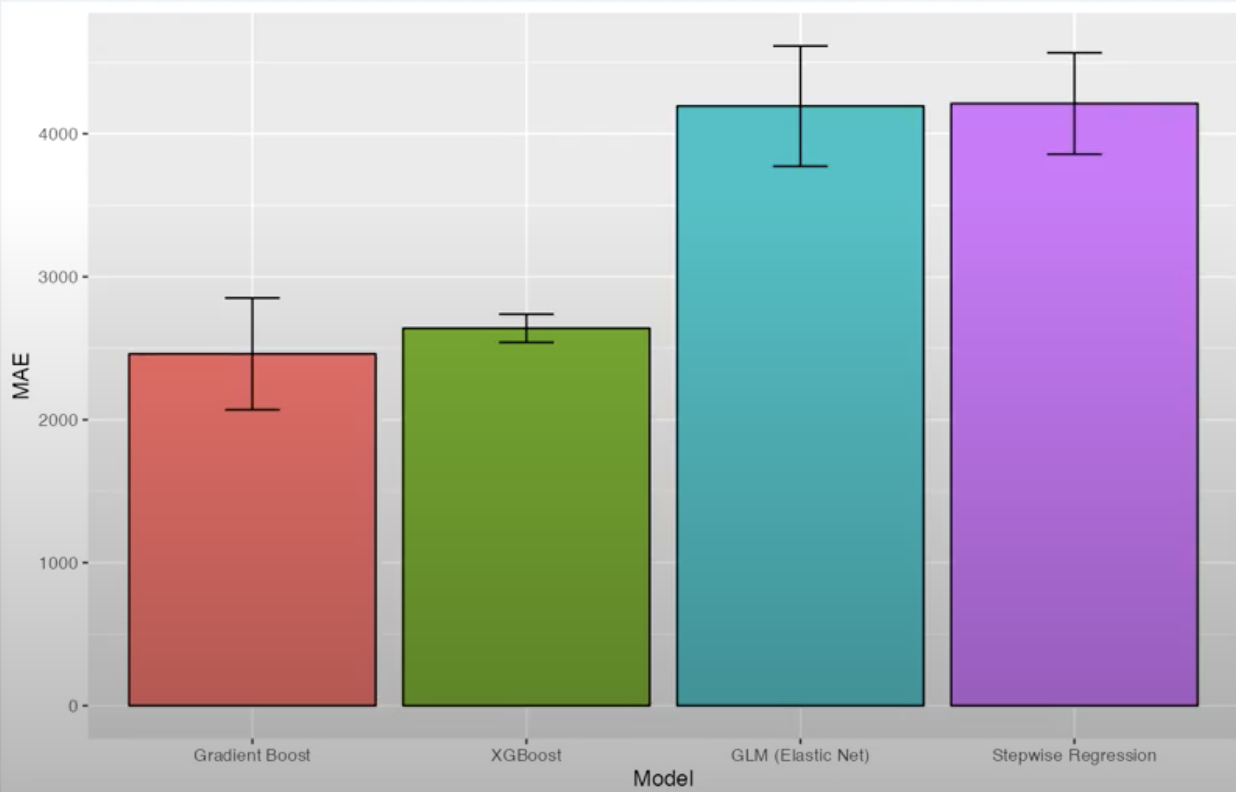 4000
3000
2000
1000
0
MAE
Gradient Boost
XGBoost
GLM (Elastic Net)
Stepwise Regression
Model